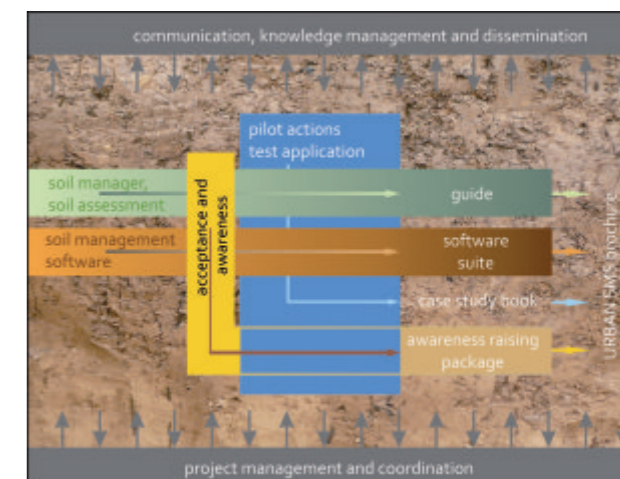 communication, knowledge management and dissemination
pilot actions
test application
soil manager,
soil assessment
guide
acceptance and
awareness
soil management
software
software
suite
case study book
awareness raising
package
URBAN SMS brochure
project management and coordination